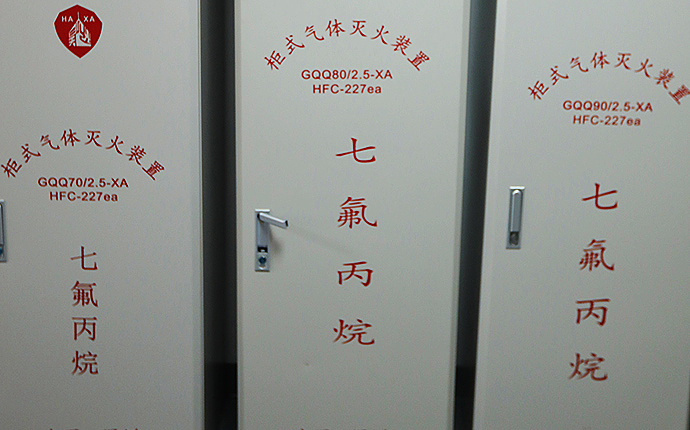 HA XA
柜式气体灭火装置
GQQ70/2.5-XA
HFC-227ea
七氟丙烷
柜式气体灭火装置
GQQ80/2.5-XA
HFC-227ea
七氟丙烷
柜式气体灭火装置
GQQ90/2.5-XA
HFC-227ea
七氟丙烷